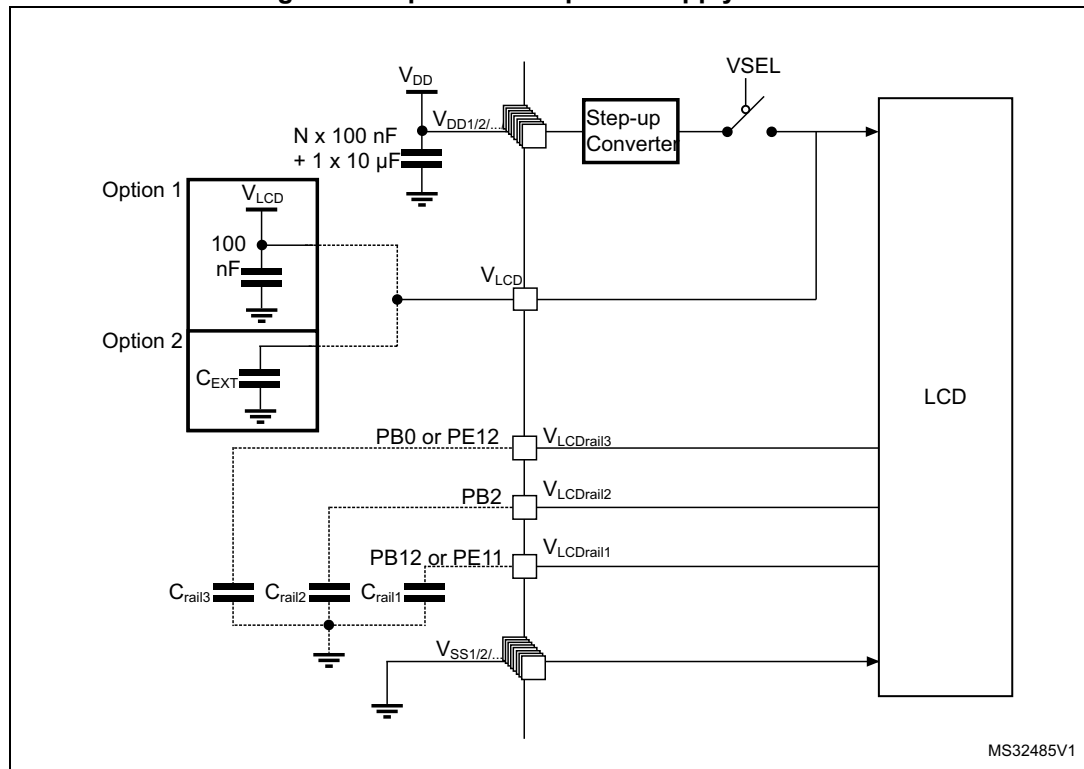 VDD
VSEL
VDD1/2/...
N x 100 nF
+ 1 x 10 µF
Step-up
Converter
Option 1
VLCD
100
nF
VLCD
Option 2
CEXT
LCD
PB0 or PE12
VLCDrail3
PB2
VLCDrail2
PB12 or PE11
VLCDrail1
Crail3
Crail2
Crail1
VSS1/2/...
MS32485V1